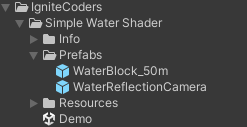 IgniteCoders
Simple Water Shader
Info
Prefabs
WaterBlock_50m
WaterReflectionCamera
Resources
Demo